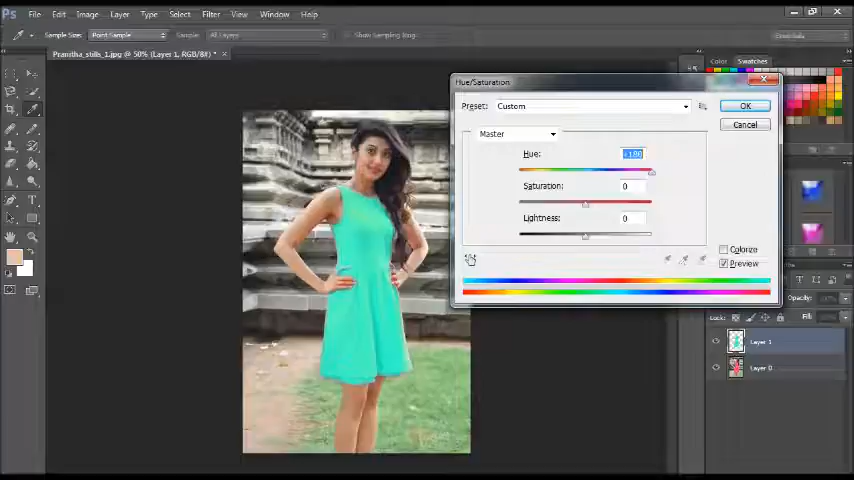 Ps File Edit Image Layer Type Select Filter View Window Help
Sample Size: Point Sample Sample: All Layers Show Sampling Ring
Essentials
Pranitha_stills_1.jpg @ 50% (Layer 1, RGB/8#) *
Color Swatches
Hue/Saturation
Preset: Custom
OK
Cancel
Master
Hue: +180
Saturation: 0
Lightness: 0
Colorize
Preview
Opacity:
Lock: Fill:
Layer 1
Layer 0